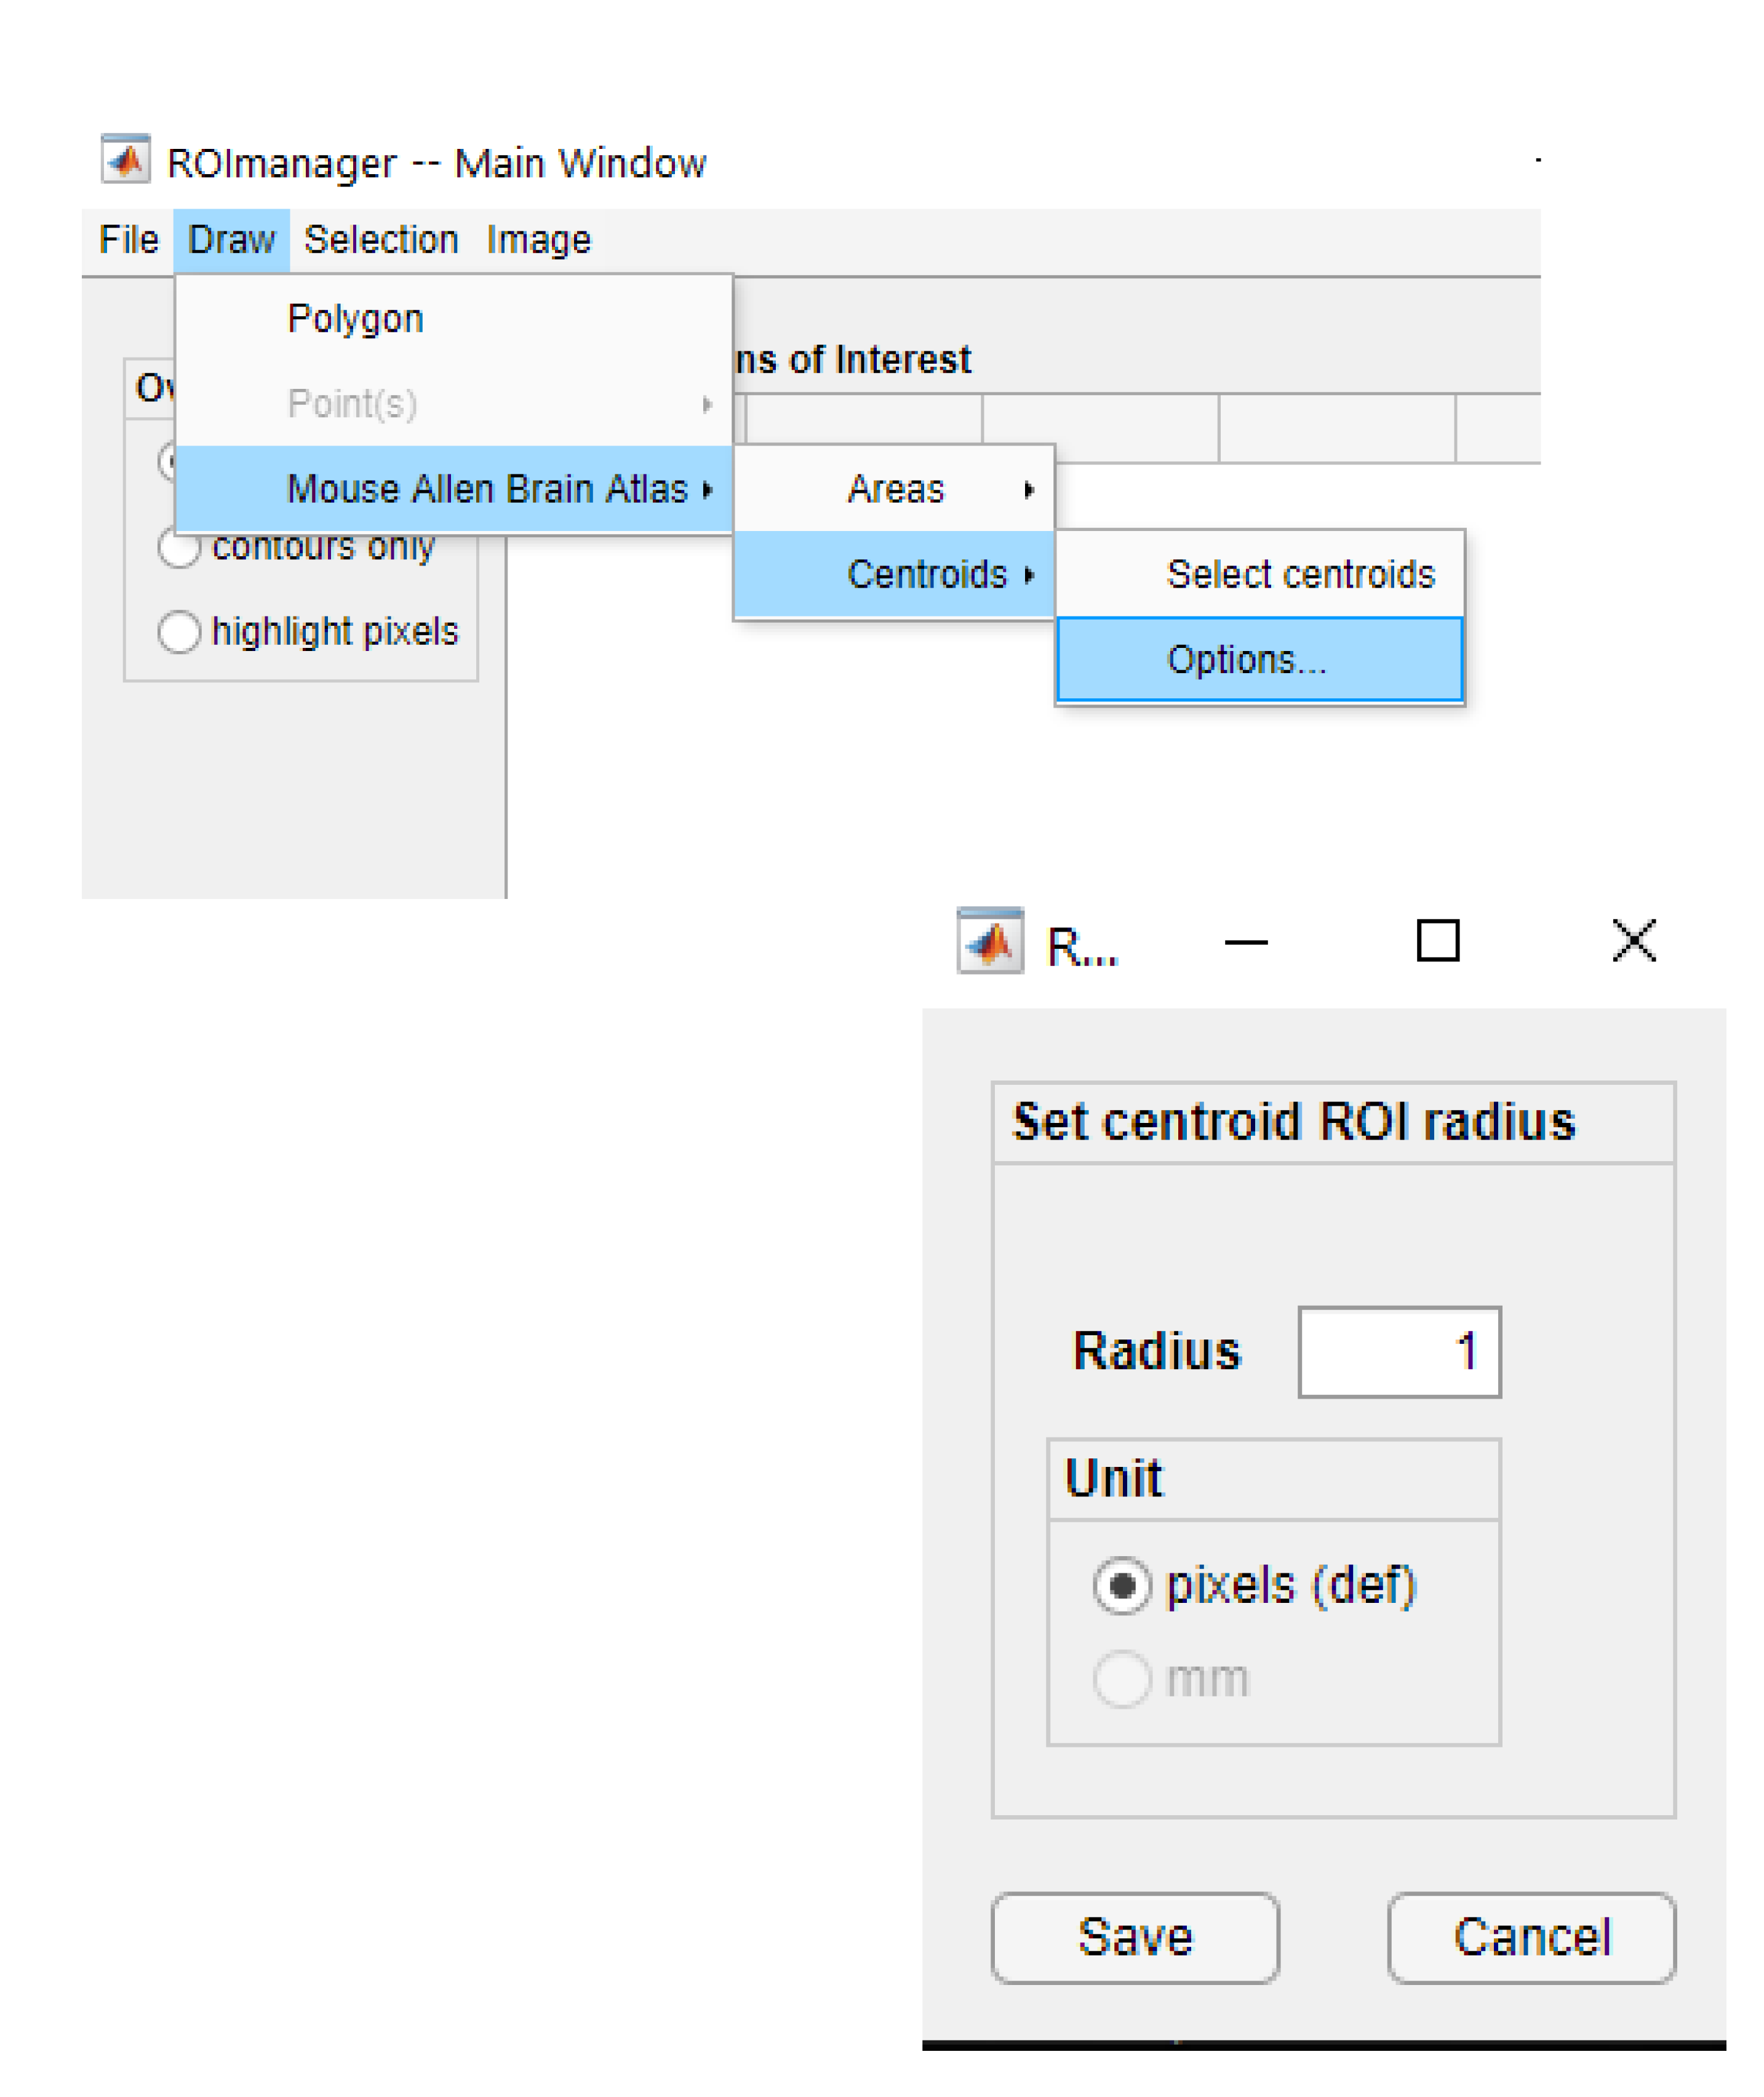 ROImanager -- Main Window
File Draw Selection Image
Polygon
ns of Interest
Point(s)
Mouse Allen Brain Atlas
Areas
contours only
Centroids
Select centroids
highlight pixels
Options...
R...
Set centroid ROI radius
Radius 1
Unit
pixels (def)
mm
Save Cancel